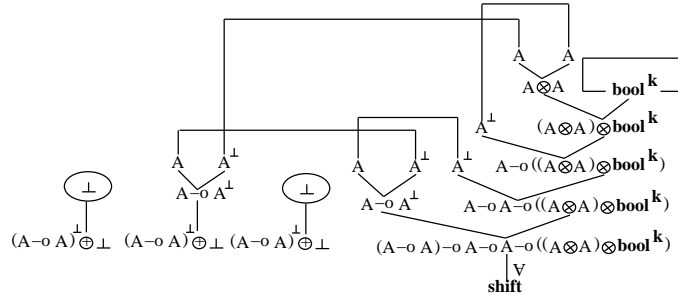 A A
A⊗A bool^k
A^⊥ (A⊗A)⊗bool^k
A A^⊥ A A^⊥ A^⊥ A-o((A⊗A)⊗bool^k)
⊥ A-o A^⊥ ⊥ A-o A^⊥ A-o A-o((A⊗A)⊗bool^k)
(A-o A)^⊥⊕⊥ (A-o A)^⊥⊕⊥ (A-o A)^⊥⊕⊥ (A-o A)-o A-o A-o((A⊗A)⊗bool^k)
∀
shift